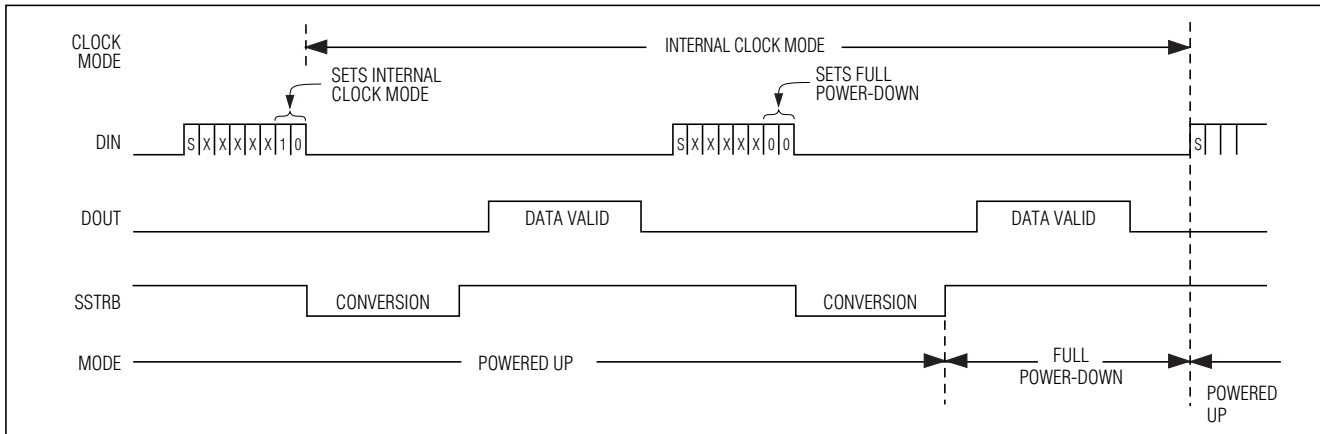 CLOCK
MODE
INTERNAL CLOCK MODE
SETS INTERNAL
CLOCK MODE
SETS FULL
POWER-DOWN
DIN
S X X X X X 1 0
S X X X X X 0 0
S
DOUT
DATA VALID
DATA VALID
SSTRB
CONVERSION
CONVERSION
MODE
POWERED UP
FULL
POWER-DOWN
POWERED
UP